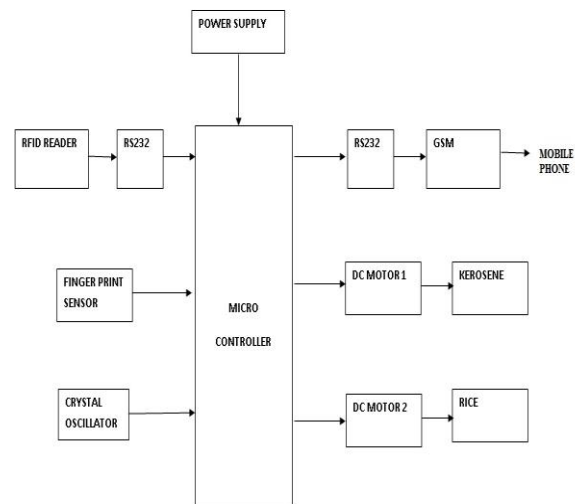 POWER SUPPLY
RFID READER
RS232
RS232
GSM
MOBILE
PHONE
FINGER PRINT
SENSOR
DC MOTOR 1
KEROSENE
MICRO
CONTROLLER
CRYSTAL
OSCILLATOR
DC MOTOR 2
RICE